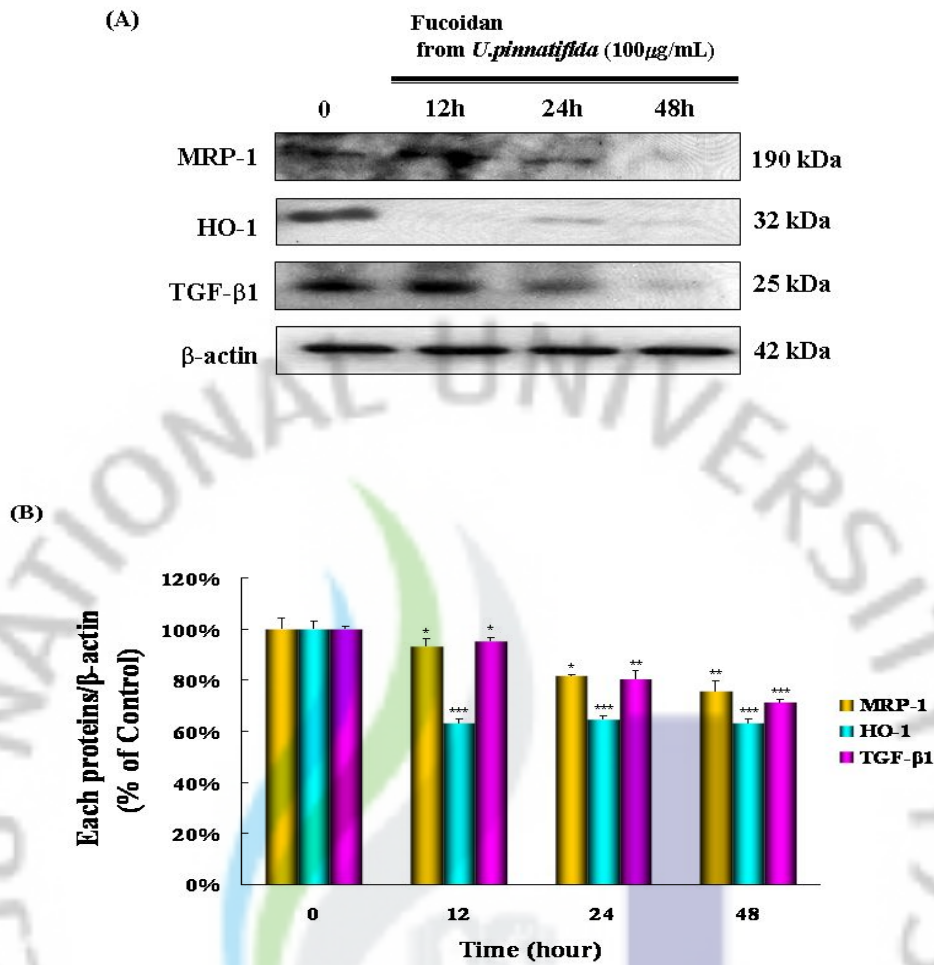 (A)
Fucoidan
from U.pinnatifida (100µg/mL)
0 12h 24h 48h
MRP-1 190 kDa
HO-1 32 kDa
TGF-β1 25 kDa
β-actin 42 kDa
NATIONAL UNIVERSIT
(B)
Each proteins/β-actin
(% of Control)
120%
100%
80%
60%
40%
20%
0%
* *** *
* *** **
** *** ***
MRP-1
HO-1
TGF-β1
0 12 24 48
Time (hour)